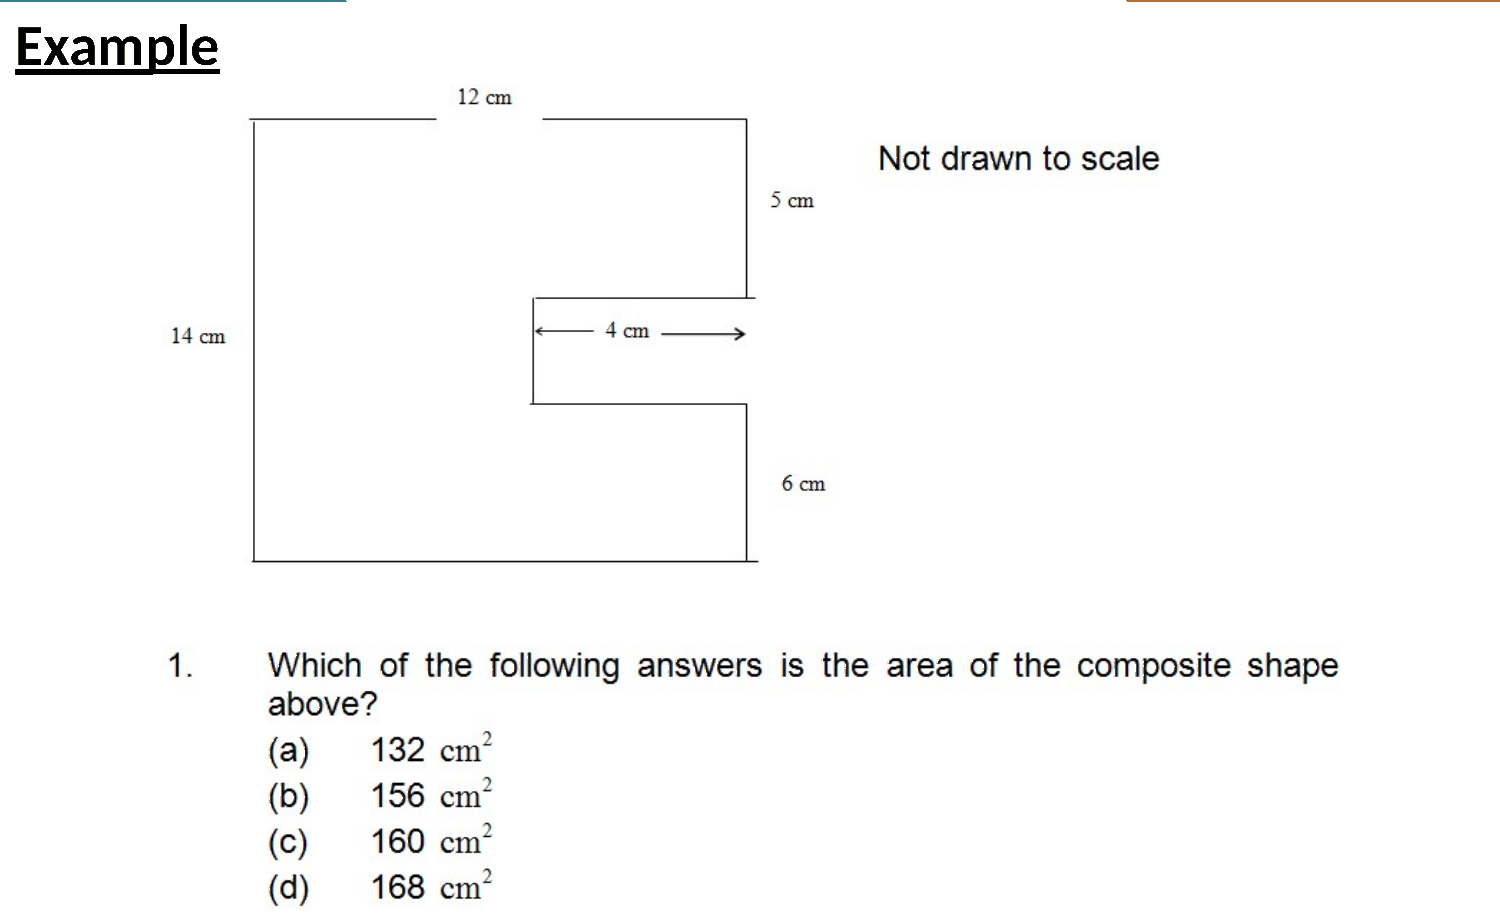 Example
12 cm
Not drawn to scale
5 cm
14 cm
4 cm
6 cm
1. Which of the following answers is the area of the composite shape
above?
(a) 132 cm²
(b) 156 cm²
(c) 160 cm²
(d) 168 cm²